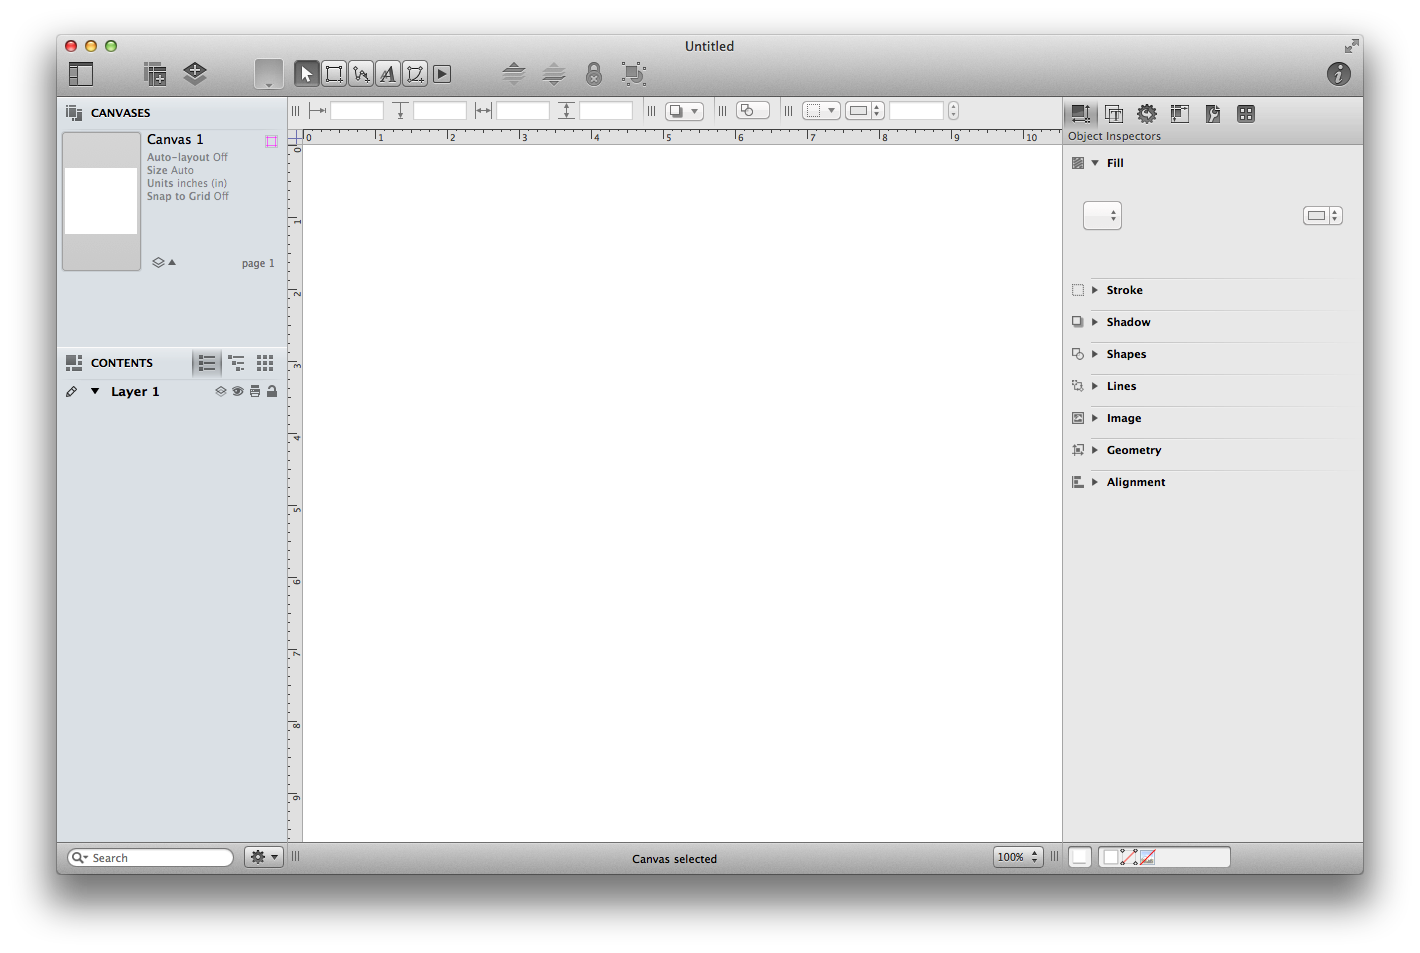 Untitled
CANVASES
Canvas 1
Auto-layout Off
Size Auto
Units inches (in)
Snap to Grid Off
page 1
CONTENTS
Layer 1
Search
0 1 2 3 4 5 6 7 8 9 10
0
1
2
3
4
5
6
7
8
9
Canvas selected
100%
Object Inspectors
Fill
Stroke
Shadow
Shapes
Lines
Image
Geometry
Alignment